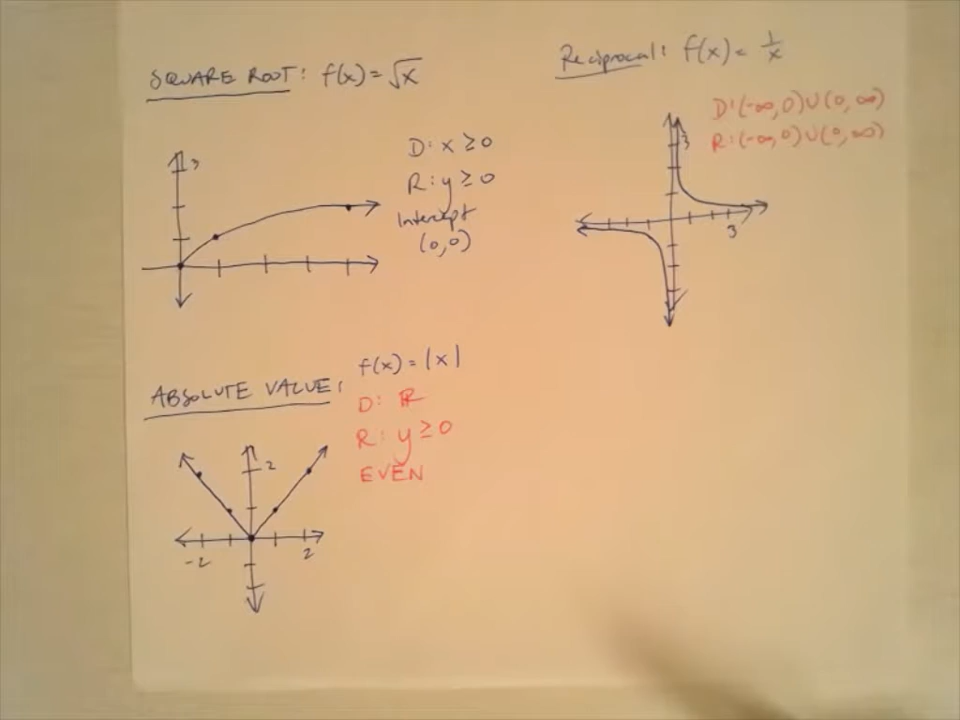 SQUARE ROOT: f(x) = √x
3
D: x ≥ 0
R: y ≥ 0
Intercept
(0,0)
Reciprocal: f(x) = 1/x
D: (-∞, 0) ∪ (0, ∞)
R: (-∞, 0) ∪ (0, ∞)
3
3
ABSOLUTE VALUE: f(x) = |x|
D: ℝ
R: y ≥ 0
EVEN
2
-2 2